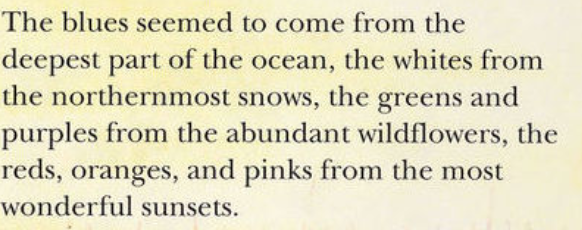 The blues seemed to come from the
deepest part of the ocean, the whites from
the northernmost snows, the greens and
purples from the abundant wildflowers, the
reds, oranges, and pinks from the most
wonderful sunsets.